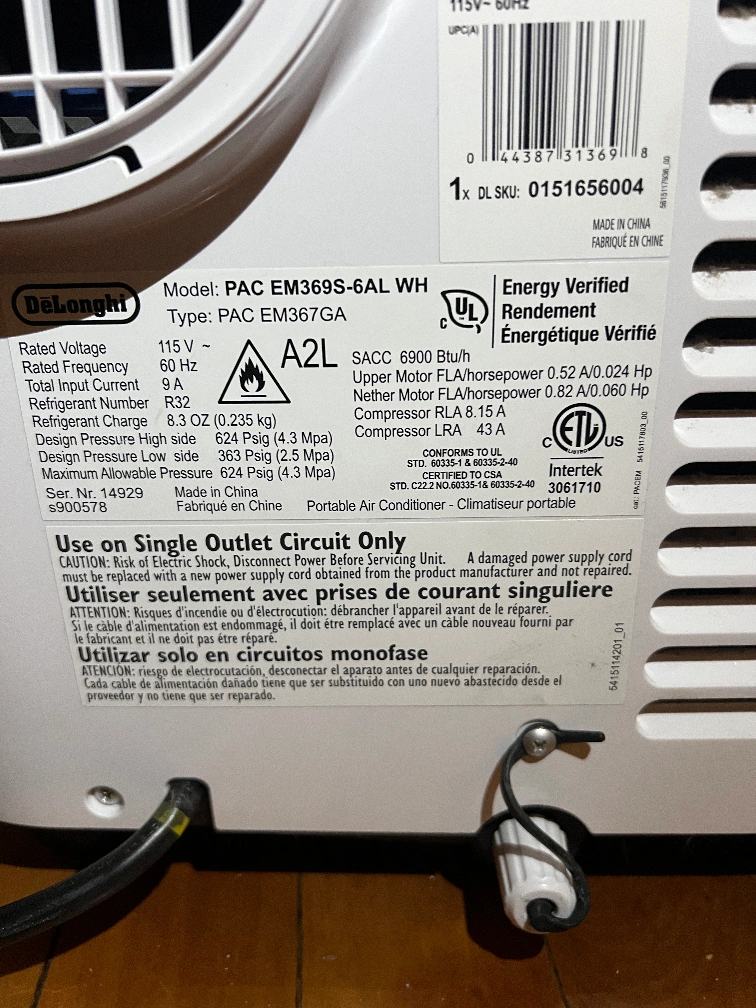 115V~ 60Hz
UPC(A)
0 44387 31369 8
1x DL SKU: 0151656004
5615117936_00
MADE IN CHINA
FABRIQUÉ EN CHINE
DeLonghi
Model: PAC EM369S-6AL WH
Type: PAC EM367GA
C UL
Energy Verified
Rendement
Énergétique Vérifié
Rated Voltage 115 V ~
Rated Frequency 60 Hz
Total Input Current 9 A
Refrigerant Number R32
Refrigerant Charge 8.3 OZ (0.235 kg)
Design Pressure High side 624 Psig (4.3 Mpa)
Design Pressure Low side 363 Psig (2.5 Mpa)
Maximum Allowable Pressure 624 Psig (4.3 Mpa)
Ser. Nr. 14929
s900578
Made in China
Fabriqué en Chine
A2L
SACC 6900 Btu/h
Upper Motor FLA/horsepower 0.52 A/0.024 Hp
Nether Motor FLA/horsepower 0.82 A/0.060 Hp
Compressor RLA 8.15 A
Compressor LRA 43 A
CONFORMS TO UL
STD. 60335-1 & 60335-2-40
CERTIFIED TO CSA
STD. C22.2 NO.60335-1& 60335-2-40
C ETL US
LISTED
Intertek
3061710
Portable Air Conditioner - Climatiseur portable
PACEM 5415117803_00
Use on Single Outlet Circuit Only
CAUTION: Risk of Electric Shock, Disconnect Power Before Servicing Unit. A damaged power supply cord
must be replaced with a new power supply cord obtained from the product manufacturer and not repaired.
Utiliser seulement avec prises de courant singuliere
ATTENTION: Risques d'incendie ou d'électrocution: débrancher l'appareil avant de le réparer.
Si le càble d'alimentation est endommagé, il doit étre remplacé avec un càble nouveau fourni par
le fabricant et il ne doit pas étre réparé.
Utilizar solo en circuitos monofase
ATENCIÓN: riesgo de electrocutación, desconectar el aparato antes de cualquier reparación.
Cada cable de alimentación dañado tiene que ser substituido con uno nuevo abastecido desde el
proveedor y no tiene que ser reparado.
5415114201_01